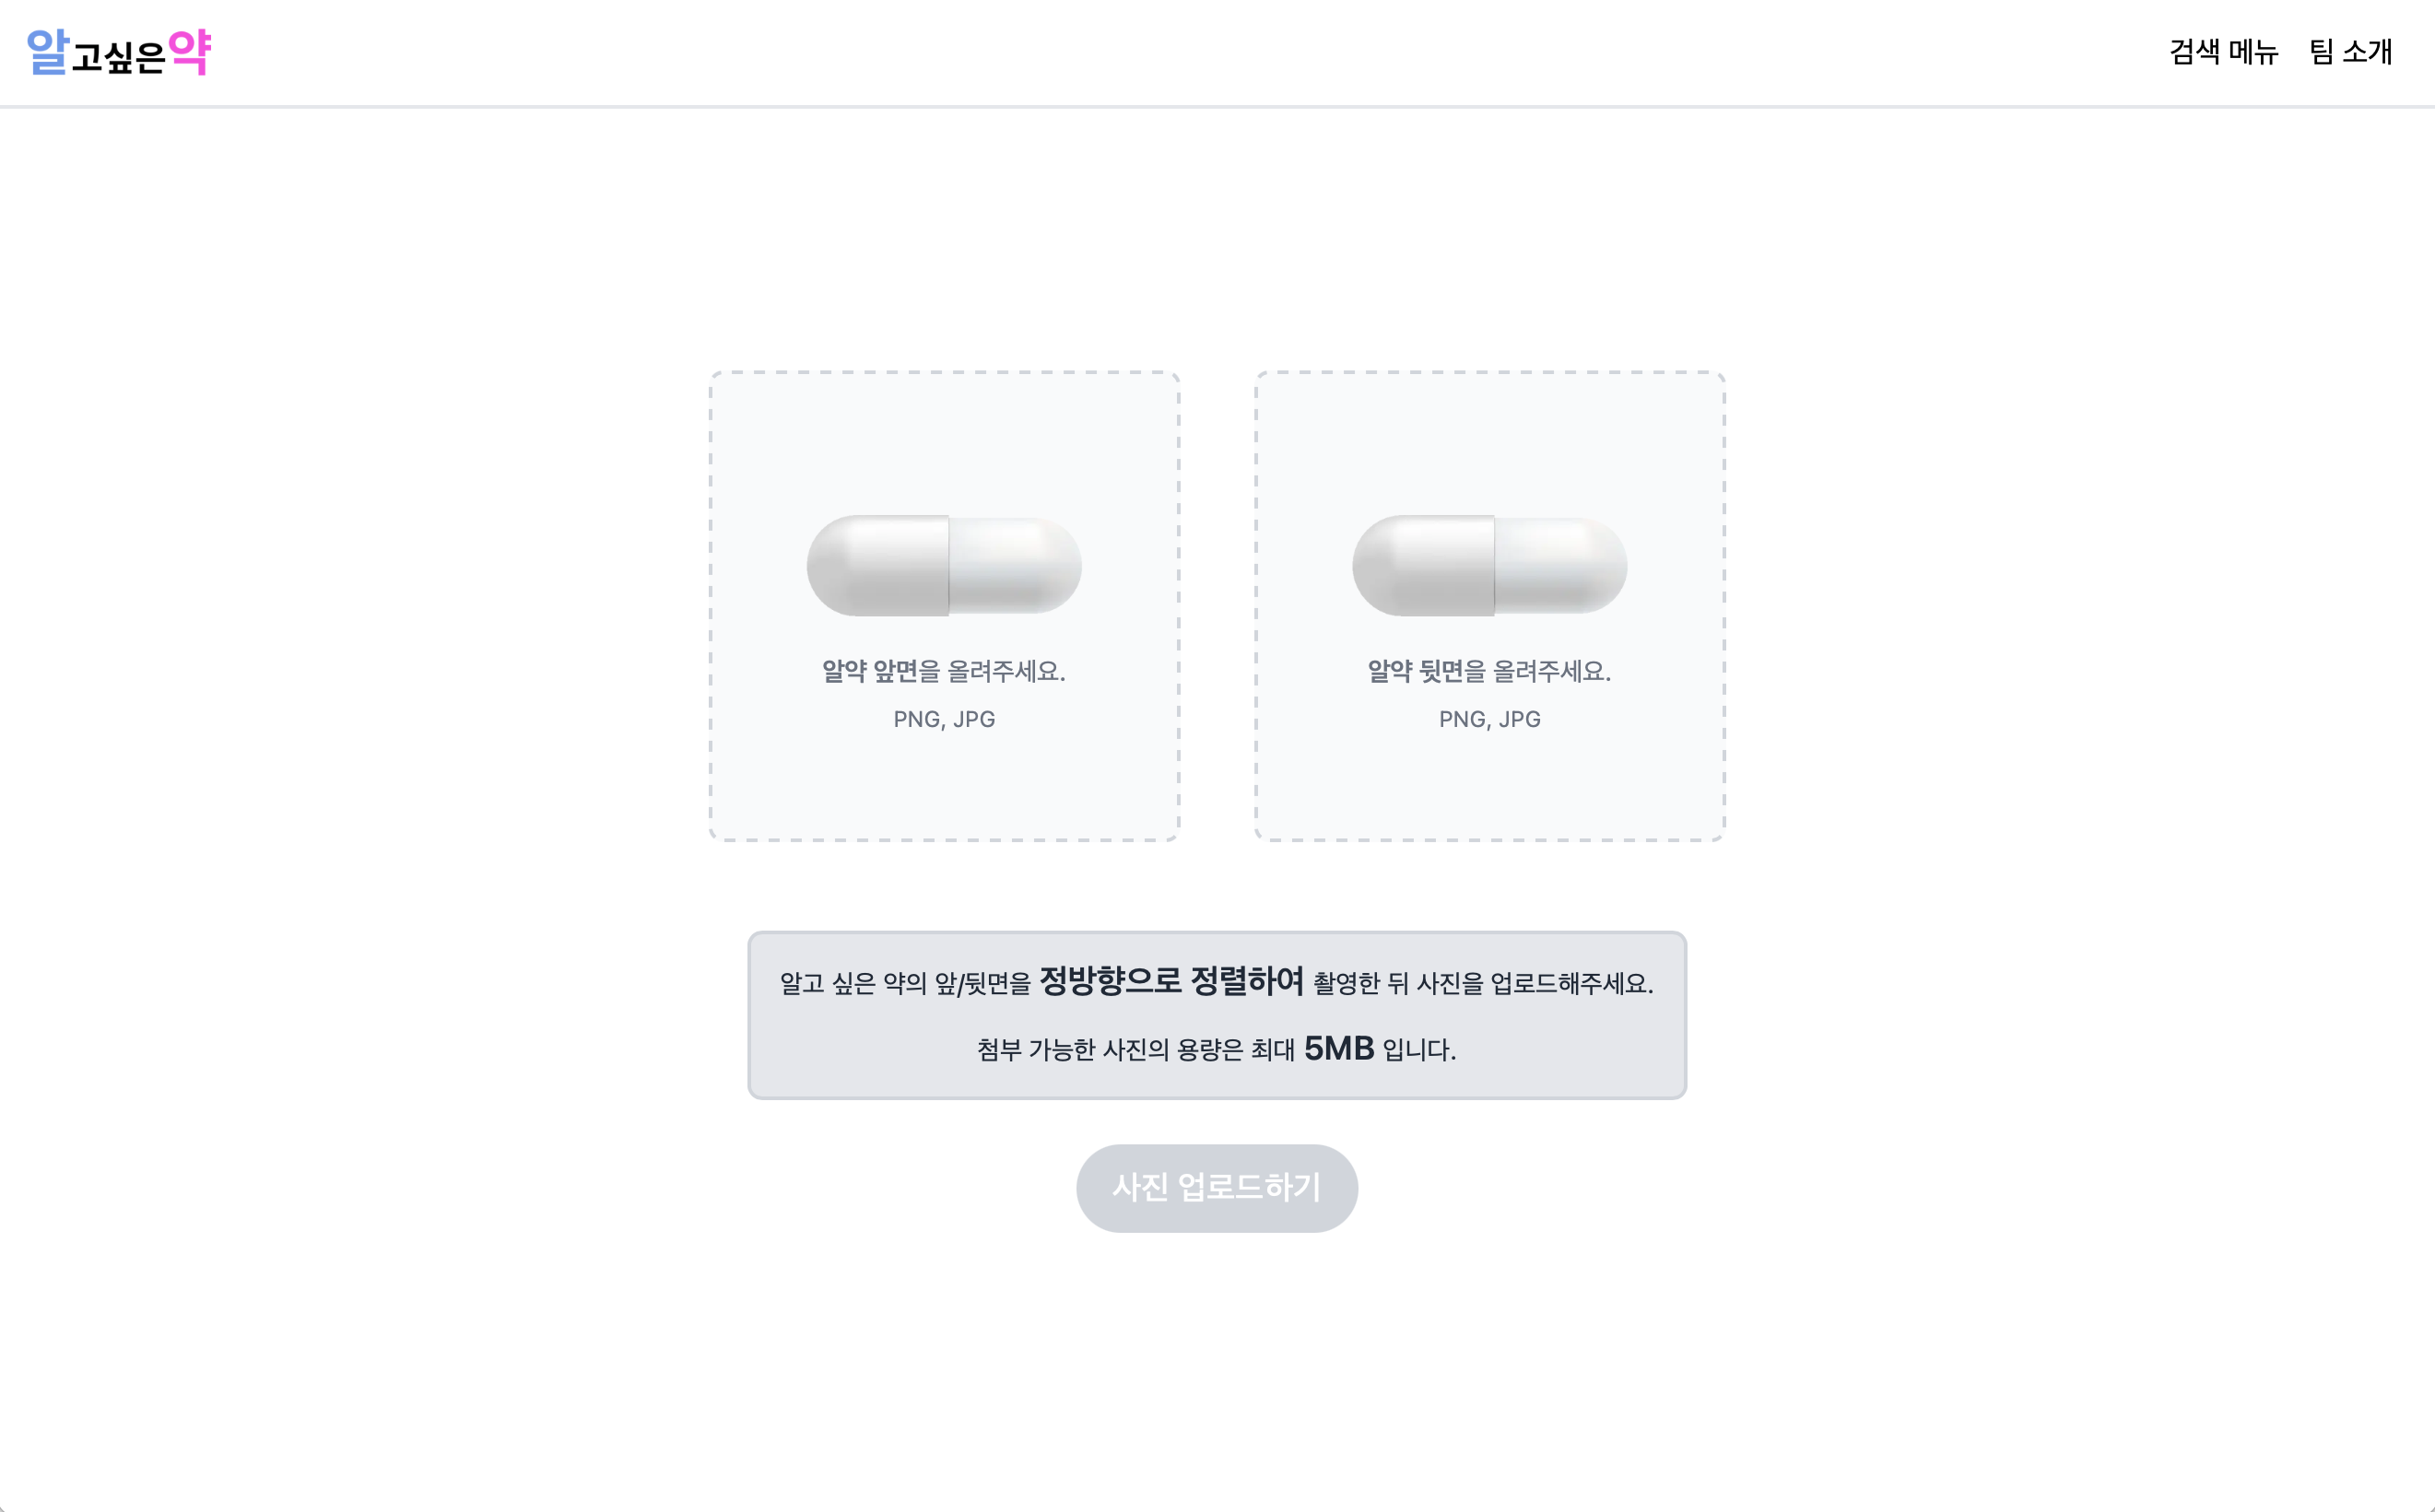 알고싶은약
검색 메뉴 팀 소개
알약 앞면을 올려주세요.
PNG, JPG
알약 뒷면을 올려주세요.
PNG, JPG
알고 싶은 약의 앞/뒷면을 정방향으로 정렬하여 촬영한 뒤 사진을 업로드해주세요.
첨부 가능한 사진의 용량은 최대 5MB 입니다.
사진 업로드하기